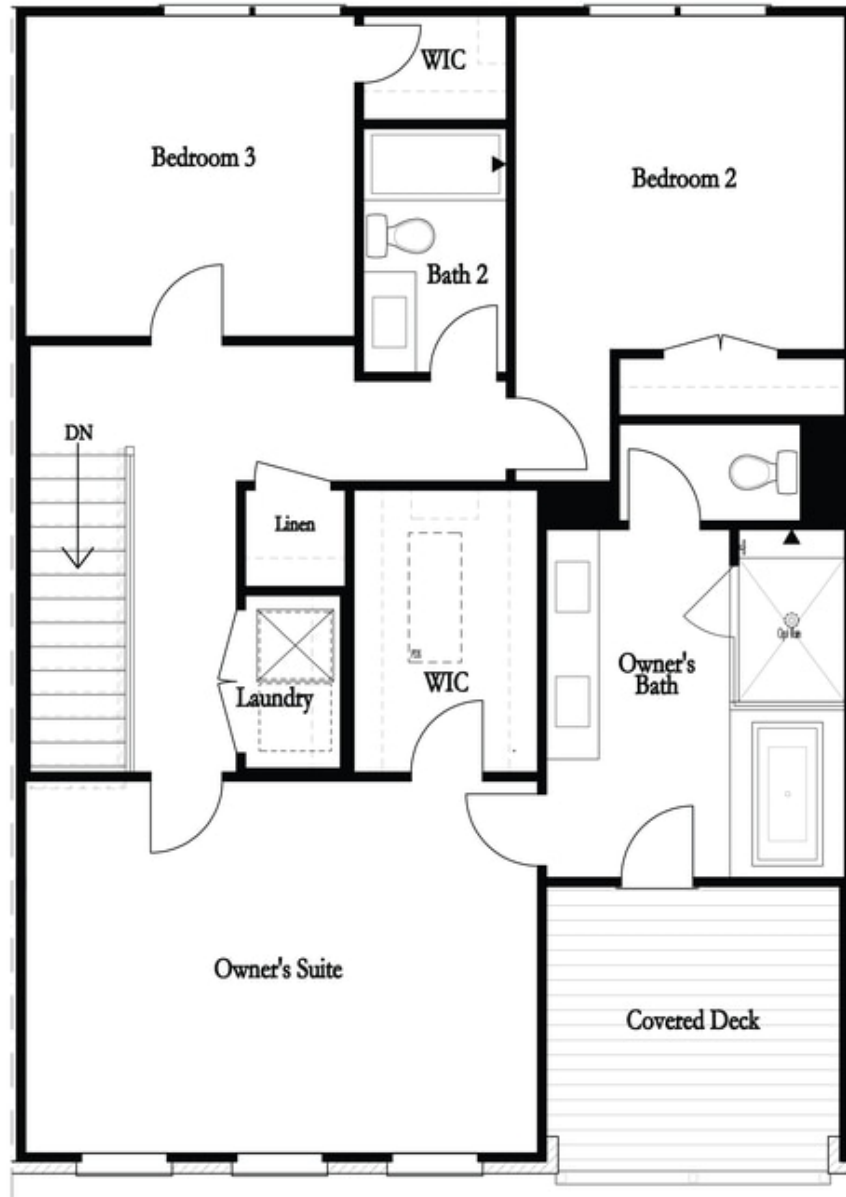 WIC
Bedroom 3
Bedroom 2
Bath 2
DN
Linen
Owner's
Bath
WIC
Laundry
Owner's Suite
Covered Deck